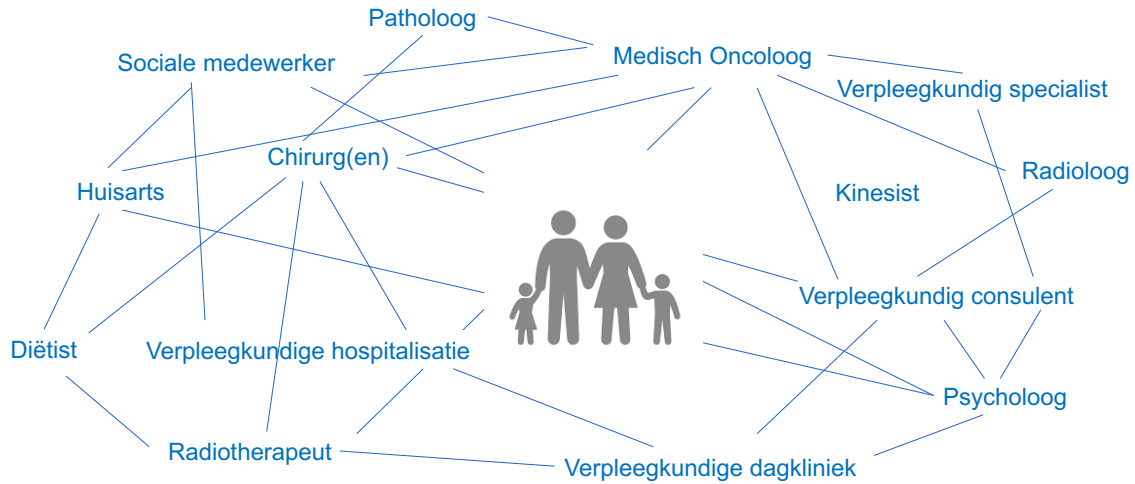 Patholoog
Sociale medewerker
Medisch Oncoloog
Verpleegkundig specialist
Chirurg(en)
Radioloog
Huisarts
Kinesist
Verpleegkundig consulent
Diëtist
Verpleegkundige hospitalisatie
Psycholoog
Radiotherapeut
Verpleegkundige dagkliniek